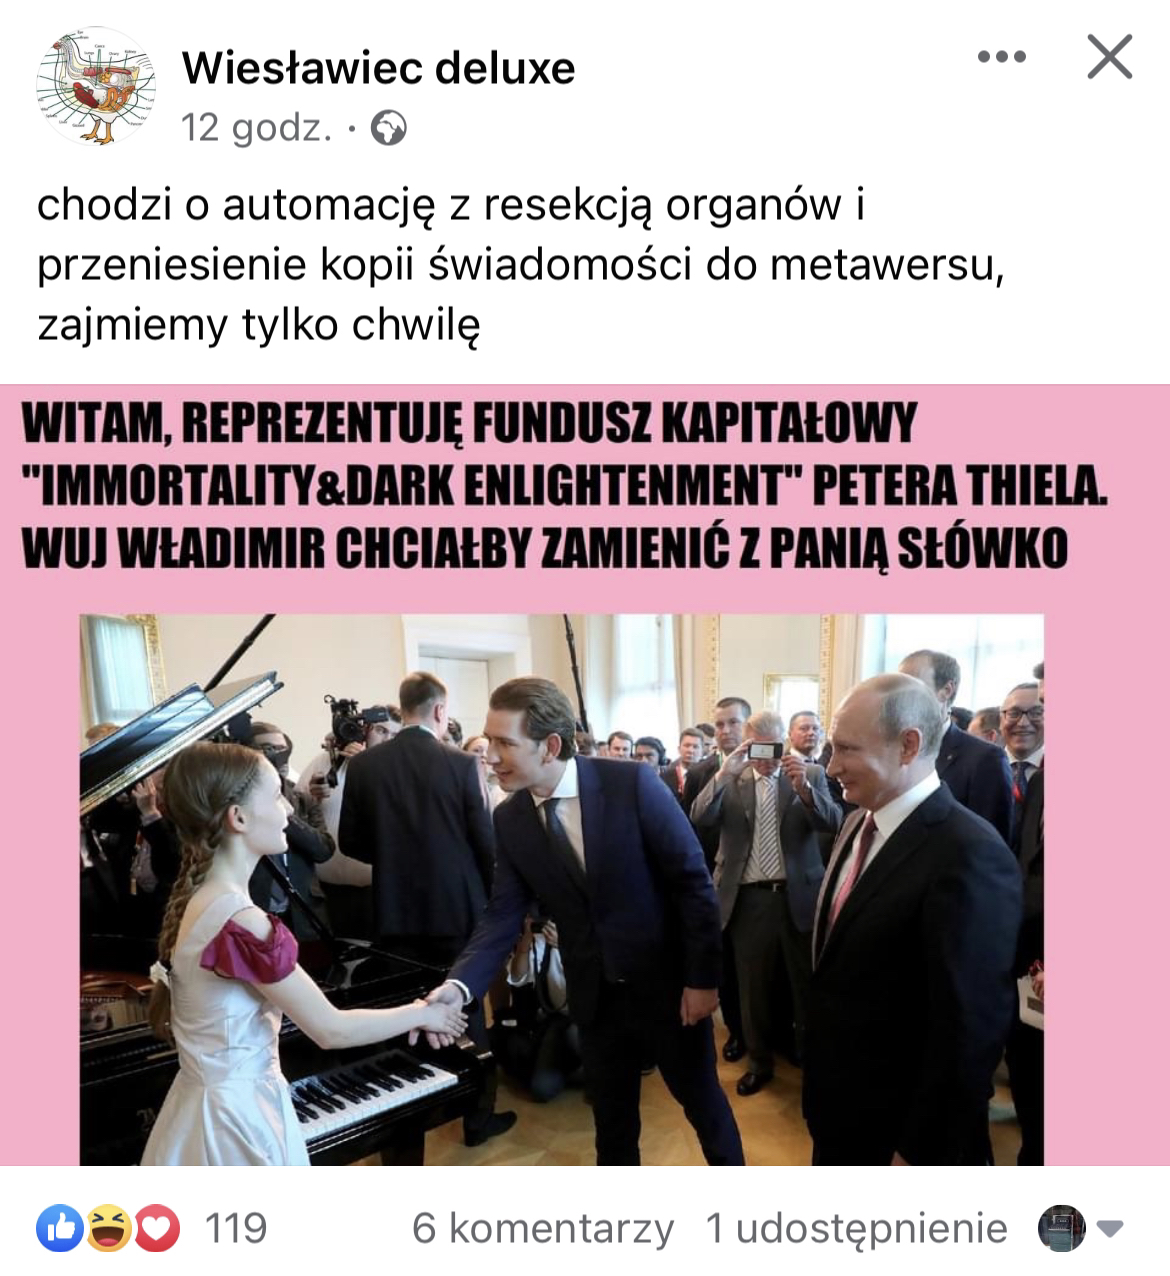 Wiesławiec deluxe
12 godz. ·
chodzi o automację z resekcją organów i
przeniesienie kopii świadomości do metawersu,
zajmiemy tylko chwilę
WITAM, REPREZENTUJĘ FUNDUSZ KAPITAŁOWY
"IMMORTALITY&DARK ENLIGHTENMENT" PETERA THIELA.
WUJ WŁADIMIR CHCIAŁBY ZAMIENIĆ Z PANIĄ SŁÓWKO
119 6 komentarzy 1 udostępnienie